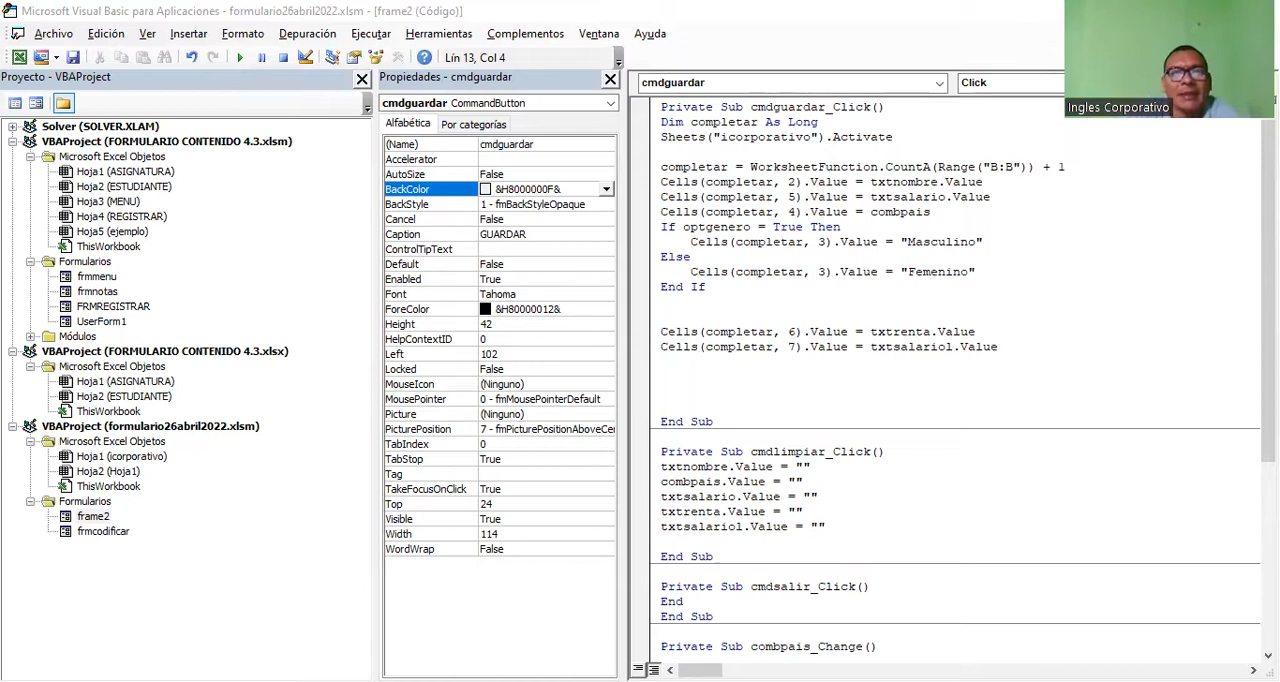 Microsoft Visual Basic para Aplicaciones - formulario26abril2022.xlsm - [frame2 (Código)]
Archivo Edición Ver Insertar Formato Depuración Ejecutar Herramientas Complementos Ventana Ayuda
Lín 13, Col 4
Proyecto - VBAProject
Solver (SOLVER.XLAM)
VBAProject (FORMULARIO CONTENIDO 4.3.xlsm)
Microsoft Excel Objetos
Hoja1 (ASIGNATURA)
Hoja2 (ESTUDIANTE)
Hoja3 (MENU)
Hoja4 (REGISTRAR)
Hoja5 (ejemplo)
ThisWorkbook
Formularios
frmmenu
frmnotas
FRMREGISTRAR
UserForm1
Módulos
VBAProject (FORMULARIO CONTENIDO 4.3.xlsx)
Microsoft Excel Objetos
Hoja1 (ASIGNATURA)
Hoja2 (ESTUDIANTE)
ThisWorkbook
VBAProject (formulario26abril2022.xlsm)
Microsoft Excel Objetos
Hoja1 (icorporativo)
Hoja2 (Hoja1)
ThisWorkbook
Formularios
frame2
frmcodificar
Propiedades - cmdguardar
cmdguardar CommandButton
Alfabética Por categorías
(Name) cmdguardar
Accelerator
AutoSize False
BackColor &H8000000F&
BackStyle 1 - fmBackStyleOpaque
Cancel False
Caption GUARDAR
ControlTipText
Default False
Enabled True
Font Tahoma
ForeColor &H80000012&
Height 42
HelpContextID 0
Left 102
Locked False
MouseIcon (Ninguno)
MousePointer 0 - fmMousePointerDefault
Picture (Ninguno)
PicturePosition 7 - fmPicturePositionAboveCe
TabIndex 0
TabStop True
Tag
TakeFocusOnClick True
Top 24
Visible True
Width 114
WordWrap False
cmdguardar Click
Private Sub cmdguardar_Click()
Dim completar As Long
Sheets("icorporativo").Activate
completar = WorksheetFunction.CountA(Range("B:B")) + 1
Cells(completar, 2).Value = txtnombre.Value
Cells(completar, 5).Value = txtsalario.Value
Cells(completar, 4).Value = combpais
If optgenero = True Then
Cells(completar, 3).Value = "Masculino"
Else
Cells(completar, 3).Value = "Femenino"
End If
Cells(completar, 6).Value = txtrenta.Value
Cells(completar, 7).Value = txtsalariol.Value
End Sub
Private Sub cmdlimpiar_Click()
txtnombre.Value = ""
combpais.Value = ""
txtsalario.Value = ""
txtrenta.Value = ""
txtsalariol.Value = ""
End Sub
Private Sub cmdsalir_Click()
End
End Sub
Private Sub combpais_Change()
Ingles Corporativo